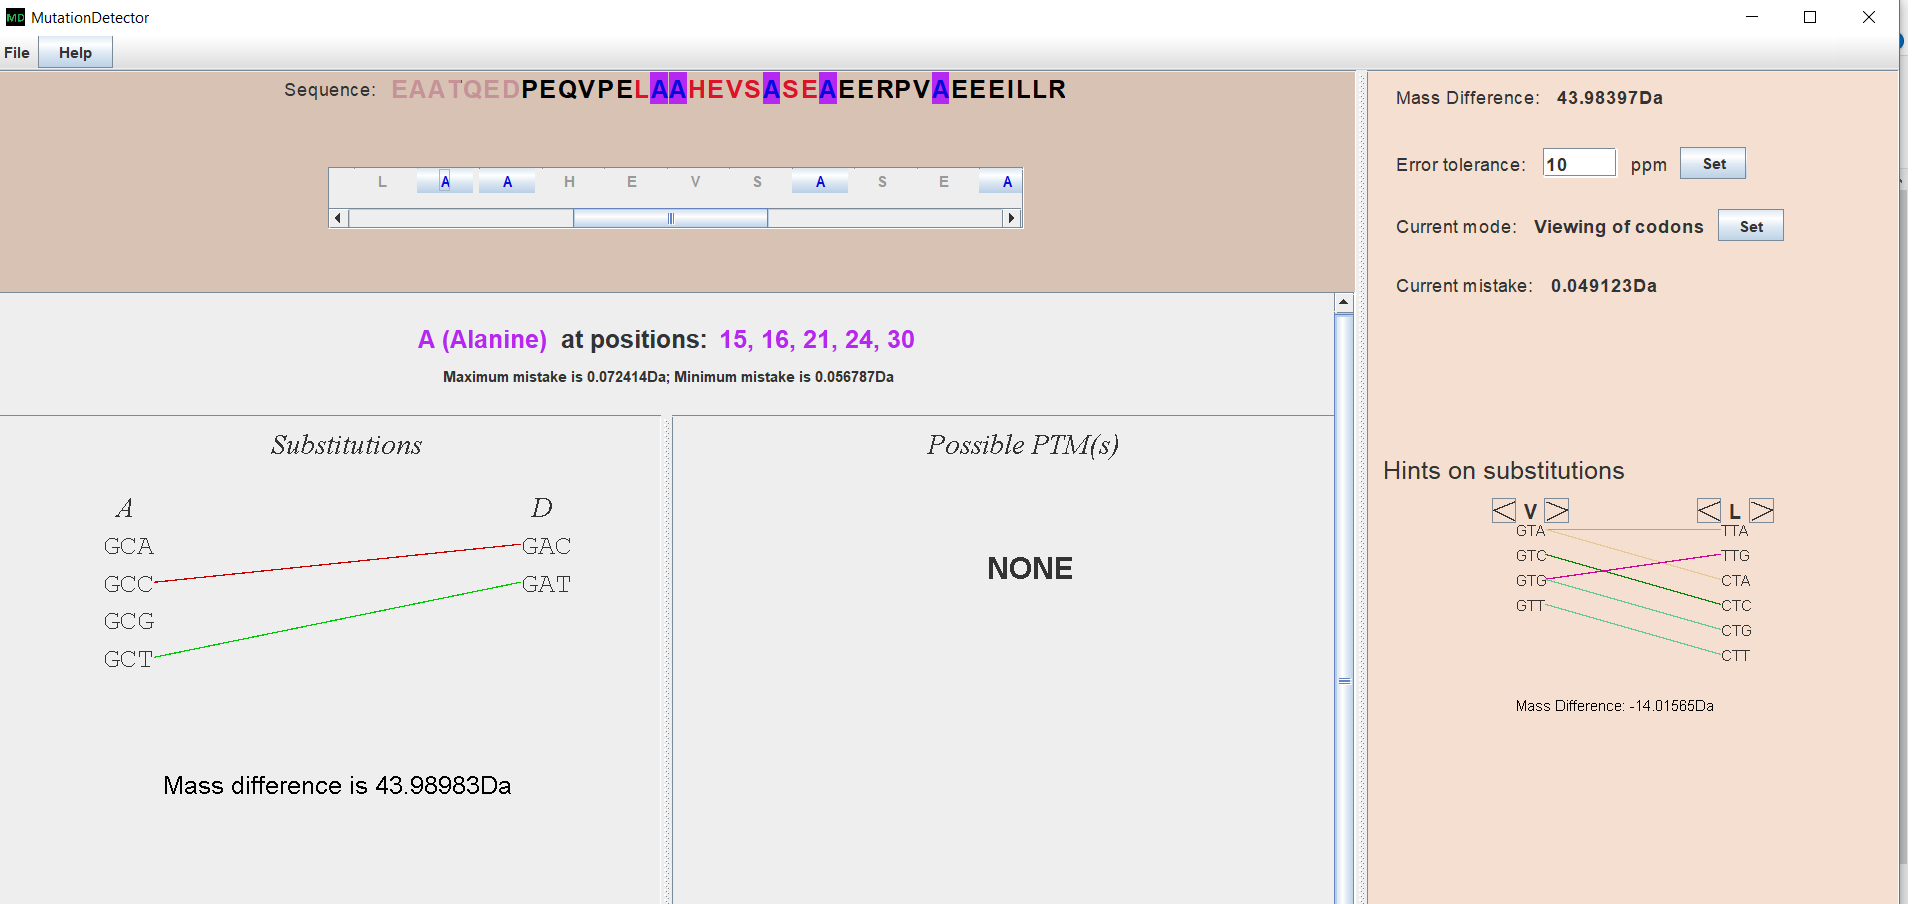 MD MutationDetector
File Help
Sequence: EAATQEDPEQVPELAAHEVSASEAEERPVAEEEILLR
L A A H E V S A S E A
A (Alanine) at positions: 15, 16, 21, 24, 30
Maximum mistake is 0.072414Da; Minimum mistake is 0.056787Da
Substitutions
A D
GCA GAC
GCC GAT
GCG
GCT
Mass difference is 43.98983Da
Possible PTM(s)
NONE
Mass Difference: 43.98397Da
Error tolerance: 10 ppm Set
Current mode: Viewing of codons Set
Current mistake: 0.049123Da
Hints on substitutions
< V > < L >
GTA TTA
GTC TTG
GTG CTA
GTT CTC
CTG
CTT
Mass Difference: -14.01565Da